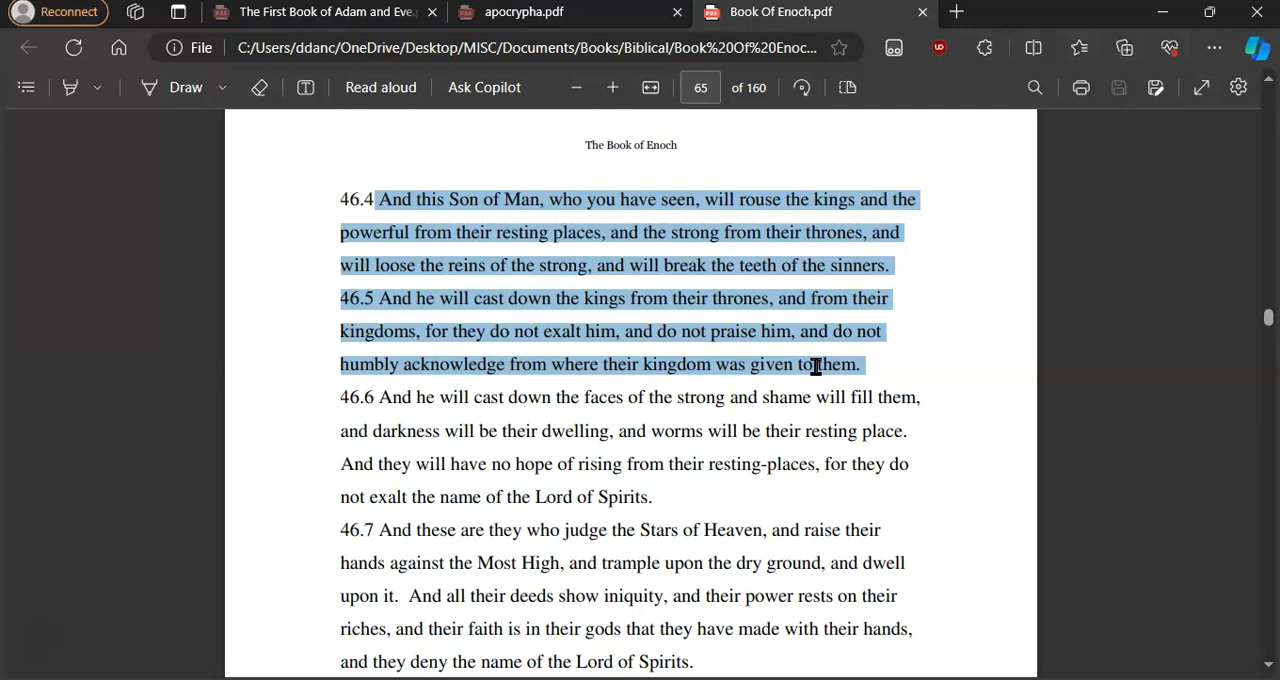 Reconnect
The First Book of Adam and Eve.
apocrypha.pdf
Book Of Enoch.pdf
File
C:/Users/ddanc/OneDrive/Desktop/MISC/Documents/Books/Biblical/Book%20Of%20Enoc...
Draw
Read aloud
Ask Copilot
65 of 160
The Book of Enoch
46.4 And this Son of Man, who you have seen, will rouse the kings and the
powerful from their resting places, and the strong from their thrones, and
will loose the reins of the strong, and will break the teeth of the sinners.
46.5 And he will cast down the kings from their thrones, and from their
kingdoms, for they do not exalt him, and do not praise him, and do not
humbly acknowledge from where their kingdom was given to them.
46.6 And he will cast down the faces of the strong and shame will fill them,
and darkness will be their dwelling, and worms will be their resting place.
And they will have no hope of rising from their resting-places, for they do
not exalt the name of the Lord of Spirits.
46.7 And these are they who judge the Stars of Heaven, and raise their
hands against the Most High, and trample upon the dry ground, and dwell
upon it.  And all their deeds show iniquity, and their power rests on their
riches, and their faith is in their gods that they have made with their hands,
and they deny the name of the Lord of Spirits.